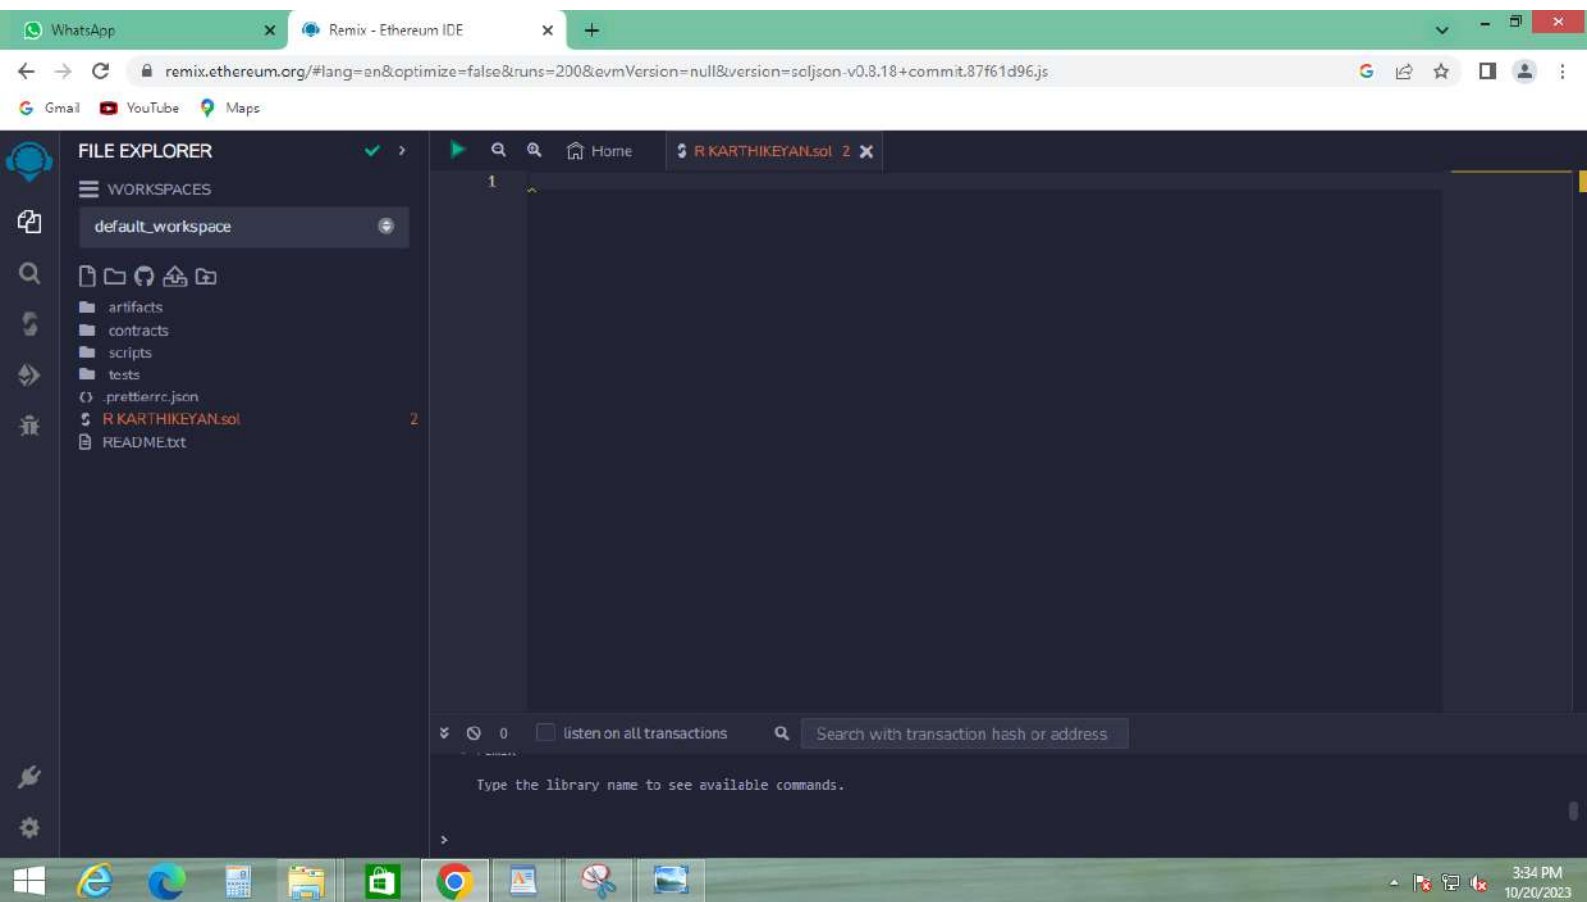 WhatsApp
Remix - Ethereum IDE
remix.ethereum.org/#lang=en&optimize=false&runs=200&evmVersion=null&version=soljson-v0.8.18+commit.87f61d96.js
Gmail YouTube Maps
FILE EXPLORER
WORKSPACES
default_workspace
artifacts
contracts
scripts
tests
.prettierrc.json
R KARTHIKEYAN.sol 2
README.txt
Home R KARTHIKEYAN.sol 2
1
0 listen on all transactions Search with transaction hash or address
Type the library name to see available commands.
>
3:34 PM
10/20/2023